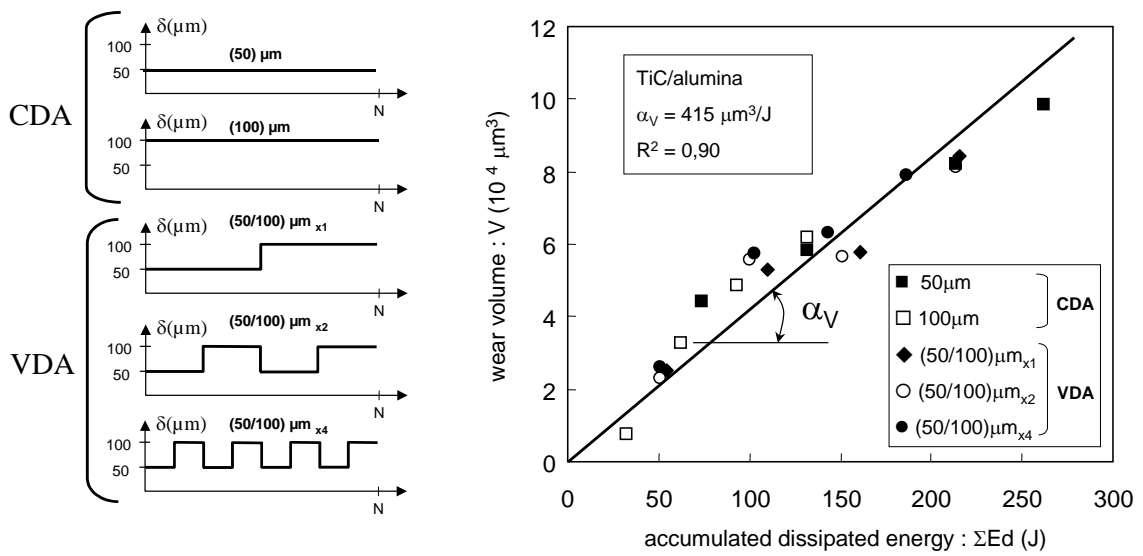 CDA
δ(μm)
100
50
(50) μm
N
δ(μm)
100
50
(100) μm
N
VDA
δ(μm)
100
50
(50/100) μm x1
N
δ(μm)
100
50
(50/100) μm x2
N
δ(μm)
100
50
(50/100) μm x4
N
wear volume : V (10 4 μm3)
12
10
8
6
4
2
0
TiC/alumina
αV = 415 μm3/J
R2 = 0,90
αV
50μm
100μm
CDA
(50/100)μmx1
(50/100)μmx2
(50/100)μmx4
VDA
0 50 100 150 200 250 300
accumulated dissipated energy : ΣEd (J)